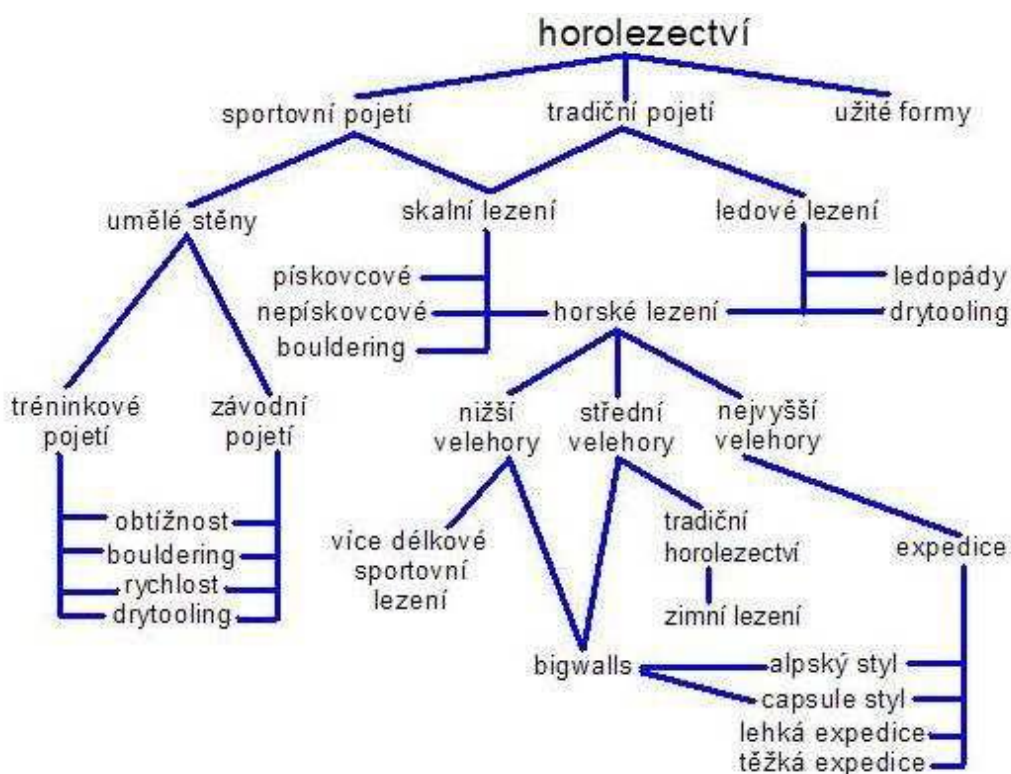 horolezectví
sportovní pojetí
tradiční pojetí
užité formy
umělé stěny
skalní lezení
ledové lezení
pískovcové
ledopády
nepískovcové
horské lezení
drytooling
bouldering
tréninkové
pojetí
závodní
pojetí
nižší
velehory
střední
velehory
nejvyšší
velehory
obtížnost
bouldering
rychlost
drytooling
více délkové
sportovní
lezení
tradiční
horolezectví
expedice
zimní lezení
bigwalls
alpský styl
capsule styl
lehká expedice
těžká expedice